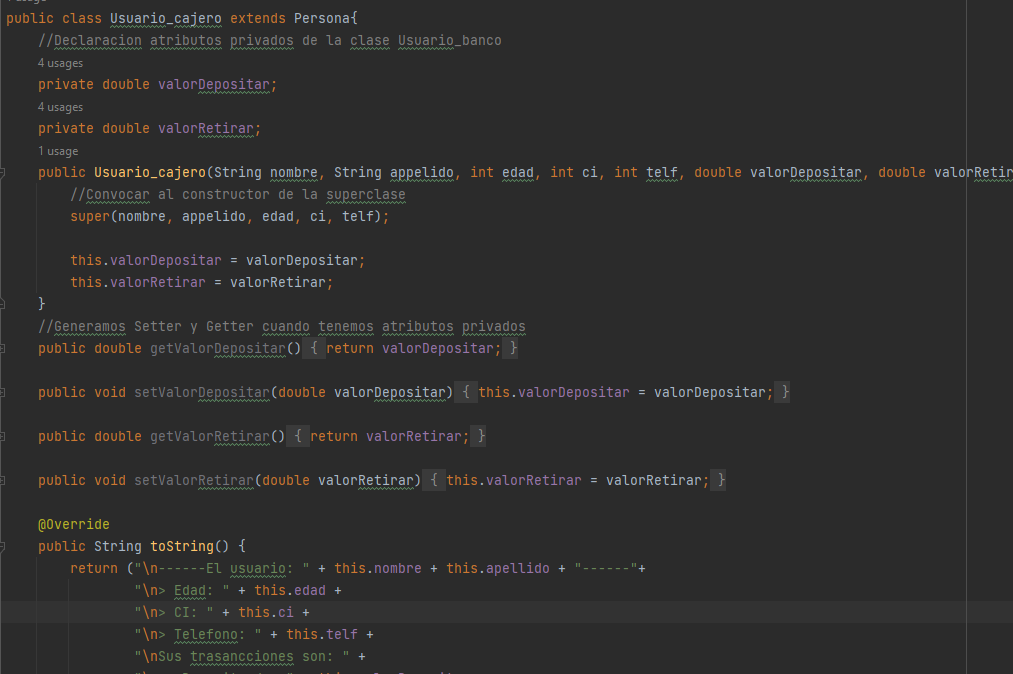 public class Usuario_cajero extends Persona{
//Declaracion atributos privados de la clase Usuario_banco
4 usages
private double valorDepositar;
4 usages
private double valorRetirar;
1 usage
public Usuario_cajero(String nombre, String appelido, int edad, int ci, int telf, double valorDepositar, double valorRetir
//Convocar al constructor de la superclase
super(nombre, appelido, edad, ci, telf);
this.valorDepositar = valorDepositar;
this.valorRetirar = valorRetirar;
}
//Generamos Setter y Getter cuando tenemos atributos privados
public double getValorDepositar() { return valorDepositar; }
public void setValorDepositar(double valorDepositar) { this.valorDepositar = valorDepositar; }
public double getValorRetirar() { return valorRetirar; }
public void setValorRetirar(double valorRetirar) { this.valorRetirar = valorRetirar; }
@Override
public String toString() {
return ("\n------El usuario: " + this.nombre + this.apellido + "------"+
"\n> Edad: " + this.edad +
"\n> CI: " + this.ci +
"\n> Telefono: " + this.telf +
"\nSus trasancciones son: " +